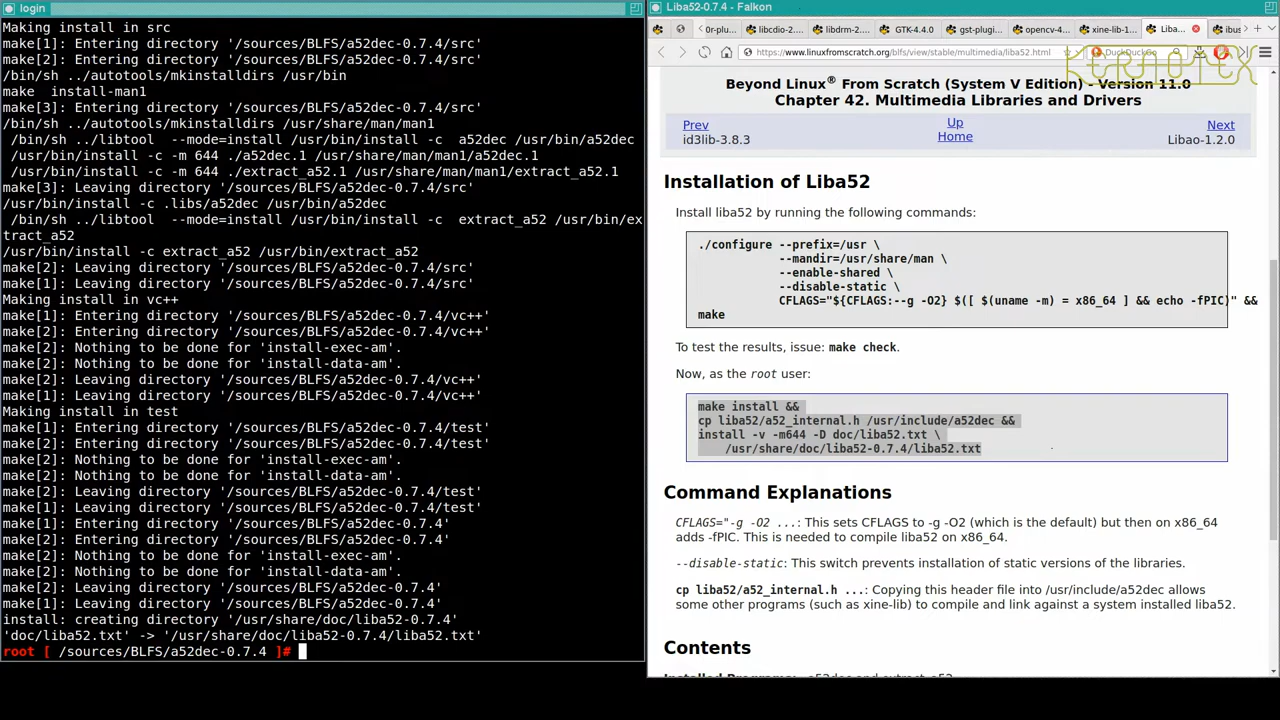 login
Making install in src
make[1]: Entering directory '/sources/BLFS/a52dec-0.7.4/src'
make[2]: Entering directory '/sources/BLFS/a52dec-0.7.4/src'
/bin/sh ../autotools/mkinstalldirs /usr/bin
make  install-man1
make[3]: Entering directory '/sources/BLFS/a52dec-0.7.4/src'
/bin/sh ../autotools/mkinstalldirs /usr/share/man/man1
 /bin/sh ../libtool  --mode=install /usr/bin/install -c  a52dec /usr/bin/a52dec
 /usr/bin/install -c -m 644 ./a52dec.1 /usr/share/man/man1/a52dec.1
 /usr/bin/install -c -m 644 ./extract_a52.1 /usr/share/man/man1/extract_a52.1
make[3]: Leaving directory '/sources/BLFS/a52dec-0.7.4/src'
/usr/bin/install -c .libs/a52dec /usr/bin/a52dec
 /bin/sh ../libtool  --mode=install /usr/bin/install -c  extract_a52 /usr/bin/ex
tract_a52
/usr/bin/install -c extract_a52 /usr/bin/extract_a52
make[2]: Leaving directory '/sources/BLFS/a52dec-0.7.4/src'
make[1]: Leaving directory '/sources/BLFS/a52dec-0.7.4/src'
Making install in vc++
make[1]: Entering directory '/sources/BLFS/a52dec-0.7.4/vc++'
make[2]: Entering directory '/sources/BLFS/a52dec-0.7.4/vc++'
make[2]: Nothing to be done for 'install-exec-am'.
make[2]: Nothing to be done for 'install-data-am'.
make[2]: Leaving directory '/sources/BLFS/a52dec-0.7.4/vc++'
make[1]: Leaving directory '/sources/BLFS/a52dec-0.7.4/vc++'
Making install in test
make[1]: Entering directory '/sources/BLFS/a52dec-0.7.4/test'
make[2]: Entering directory '/sources/BLFS/a52dec-0.7.4/test'
make[2]: Nothing to be done for 'install-exec-am'.
make[2]: Nothing to be done for 'install-data-am'.
make[2]: Leaving directory '/sources/BLFS/a52dec-0.7.4/test'
make[1]: Leaving directory '/sources/BLFS/a52dec-0.7.4/test'
make[1]: Entering directory '/sources/BLFS/a52dec-0.7.4'
make[2]: Entering directory '/sources/BLFS/a52dec-0.7.4'
make[2]: Nothing to be done for 'install-exec-am'.
make[2]: Nothing to be done for 'install-data-am'.
make[2]: Leaving directory '/sources/BLFS/a52dec-0.7.4'
make[1]: Leaving directory '/sources/BLFS/a52dec-0.7.4'
install: creating directory '/usr/share/doc/liba52-0.7.4'
'doc/liba52.txt' -> '/usr/share/doc/liba52-0.7.4/liba52.txt'
root [ /sources/BLFS/a52dec-0.7.4 ]#
Liba52-0.7.4 - Falkon
0r-plu libcdio-2... libdrm-2... GTK-4.4.0 gst-plugin... opencv-4... xine-lib-1... Liba... ibus
https://www.linuxfromscratch.org/blfs/view/stable/multimedia/liba52.html DuckDuckGo
KERNOTEX
Beyond Linux® From Scratch (System V Edition) - Version 11.0
Chapter 42. Multimedia Libraries and Drivers
Prev Up Next
id3lib-3.8.3 Home Libao-1.2.0
Installation of Liba52
Install liba52 by running the following commands:
./configure --prefix=/usr \
--mandir=/usr/share/man \
--enable-shared \
--disable-static \
CFLAGS="${CFLAGS:--g -O2} $([ $(uname -m) = x86_64 ] && echo -fPIC)" &&
make
To test the results, issue: make check.
Now, as the root user:
make install &&
cp liba52/a52_internal.h /usr/include/a52dec &&
install -v -m644 -D doc/liba52.txt \
/usr/share/doc/liba52-0.7.4/liba52.txt
Command Explanations
CFLAGS="-g -O2 ...: This sets CFLAGS to -g -O2 (which is the default) but then on x86_64
adds -fPIC. This is needed to compile liba52 on x86_64.
--disable-static: This switch prevents installation of static versions of the libraries.
cp liba52/a52_internal.h ...: Copying this header file into /usr/include/a52dec allows
some other programs (such as xine-lib) to compile and link against a system installed liba52.
Contents